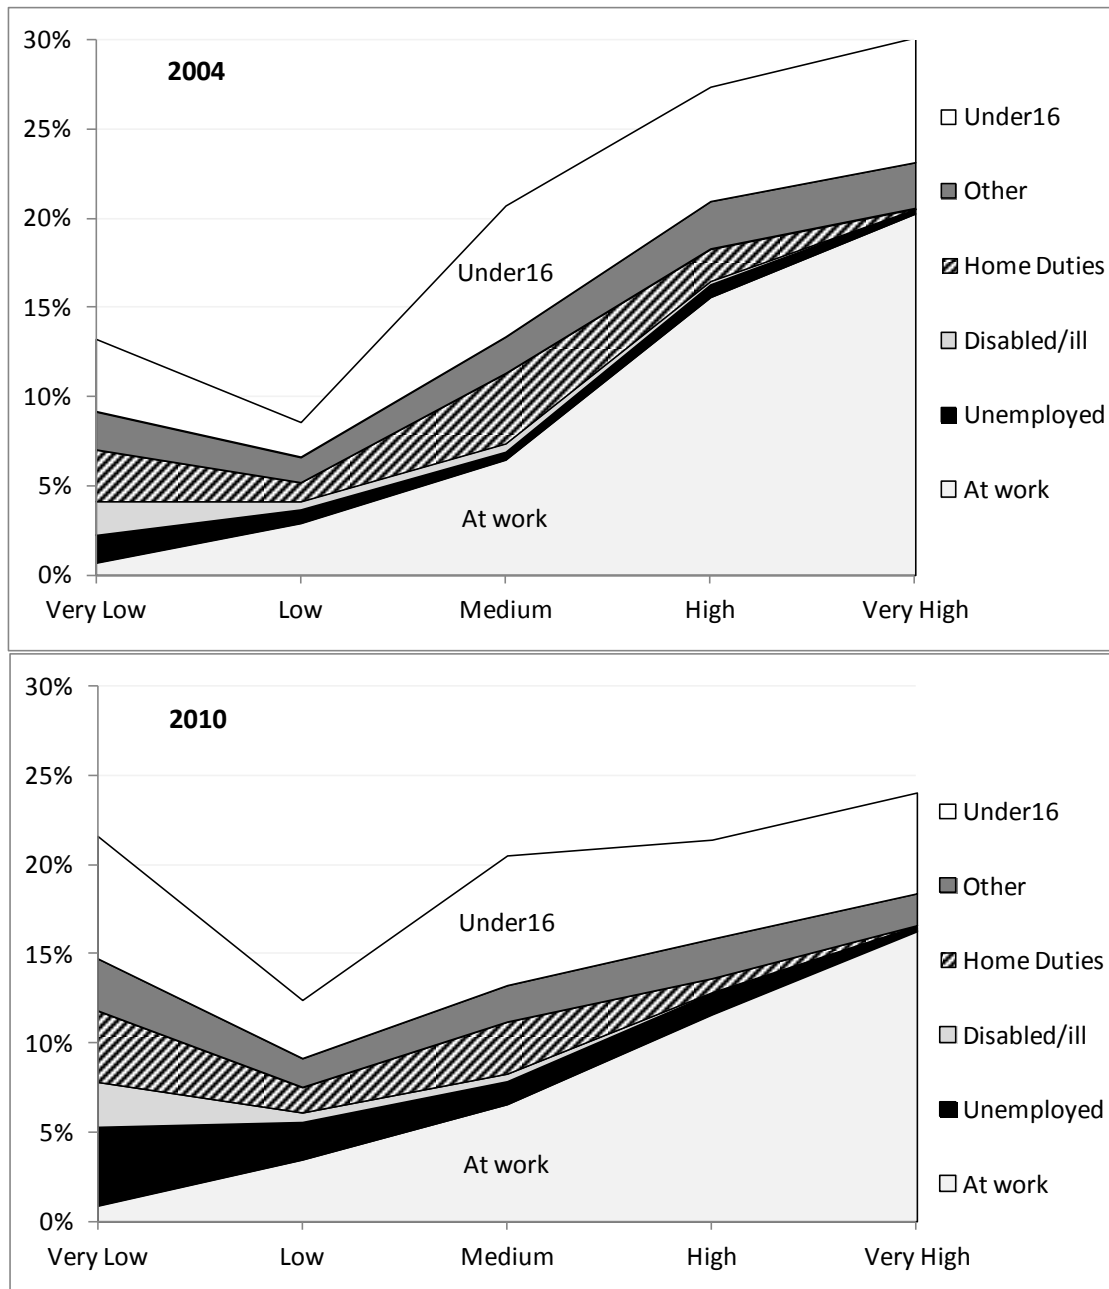 30%
2004
25%
Under16
20%
Other
Under16
Home Duties
15%
Disabled/ill
10%
Unemployed
5%
At work
At work
0%
Very Low Low Medium High Very High
30%
2010
25%
Under16
20%
Other
Under16
15%
Home Duties
10%
Disabled/ill
5%
Unemployed
At work
At work
0%
Very Low Low Medium High Very High